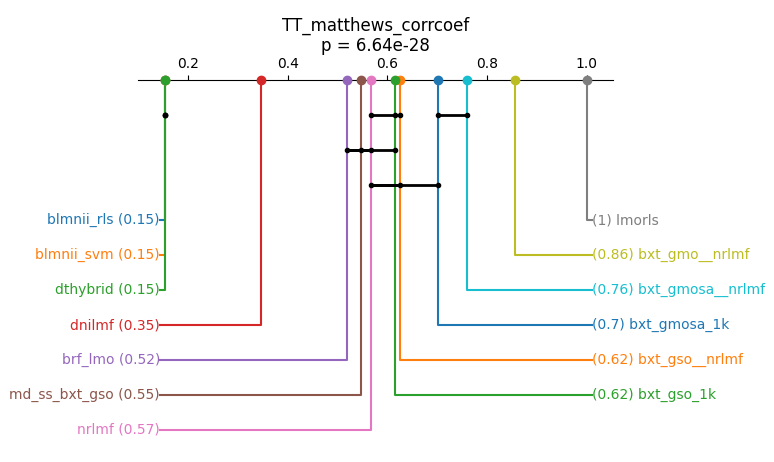 TT_matthews_corrcoef
p = 6.64e-28
0.2 0.4 0.6 0.8 1.0
blmnii_rls (0.15) (1) lmorls
blmnii_svm (0.15) (0.86) bxt_gmo__nrlmf
dthybrid (0.15) (0.76) bxt_gmosa__nrlmf
dnilmf (0.35) (0.7) bxt_gmosa_1k
brf_lmo (0.52) (0.62) bxt_gso__nrlmf
md_ss_bxt_gso (0.55) (0.62) bxt_gso_1k
nrlmf (0.57)